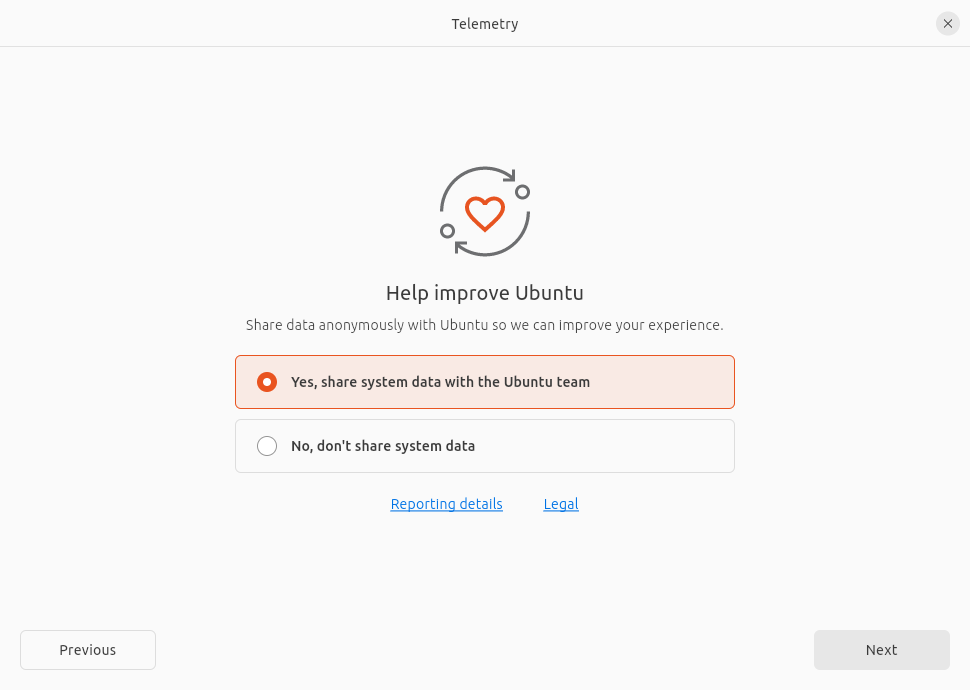 Telemetry
Help improve Ubuntu
Share data anonymously with Ubuntu so we can improve your experience.
Yes, share system data with the Ubuntu team
No, don't share system data
Reporting details Legal
Previous Next